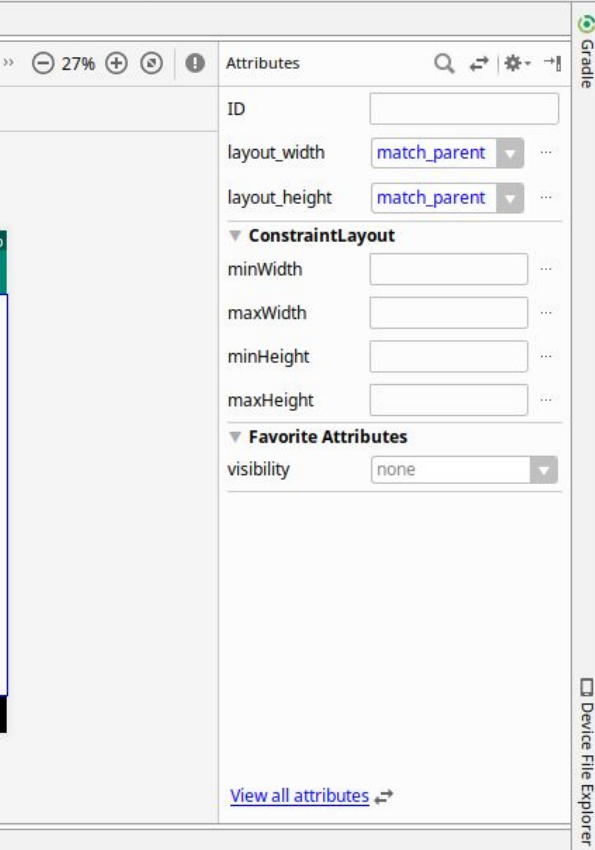 27%
Attributes
ID
layout_width match_parent ...
layout_height match_parent ...
ConstraintLayout
minWidth ...
maxWidth ...
minHeight ...
maxHeight ...
Favorite Attributes
visibility none
View all attributes
Gradle
Device File Explorer